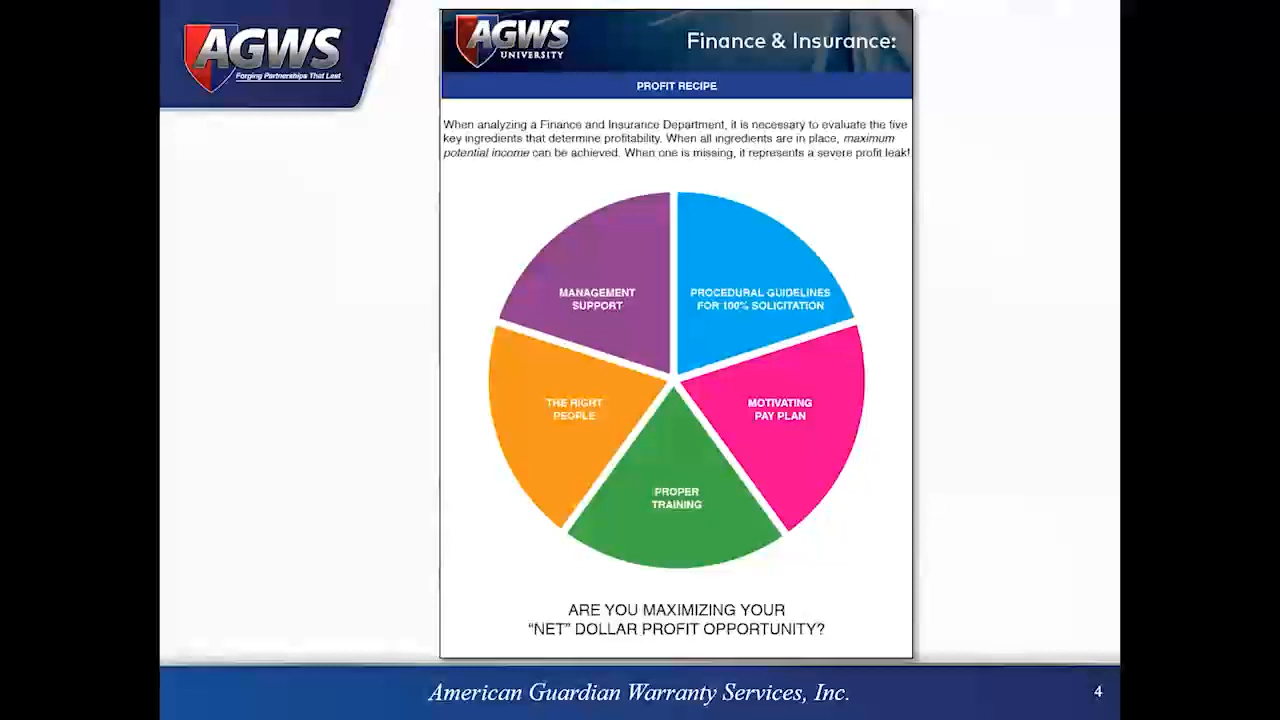 AGWS
Forging Partnerships That Last
AGWS
UNIVERSITY
Finance & Insurance:
PROFIT RECIPE
When analyzing a Finance and Insurance Department, it is necessary to evaluate the five
key ingredients that determine profitability. When all ingredients are in place, maximum
potential income can be achieved. When one is missing, it represents a severe profit leak!
MANAGEMENT
SUPPORT
PROCEDURAL GUIDELINES
FOR 100% SOLICITATION
THE RIGHT
PEOPLE
MOTIVATING
PAY PLAN
PROPER
TRAINING
ARE YOU MAXIMIZING YOUR
“NET” DOLLAR PROFIT OPPORTUNITY?
American Guardian Warranty Services, Inc.
4